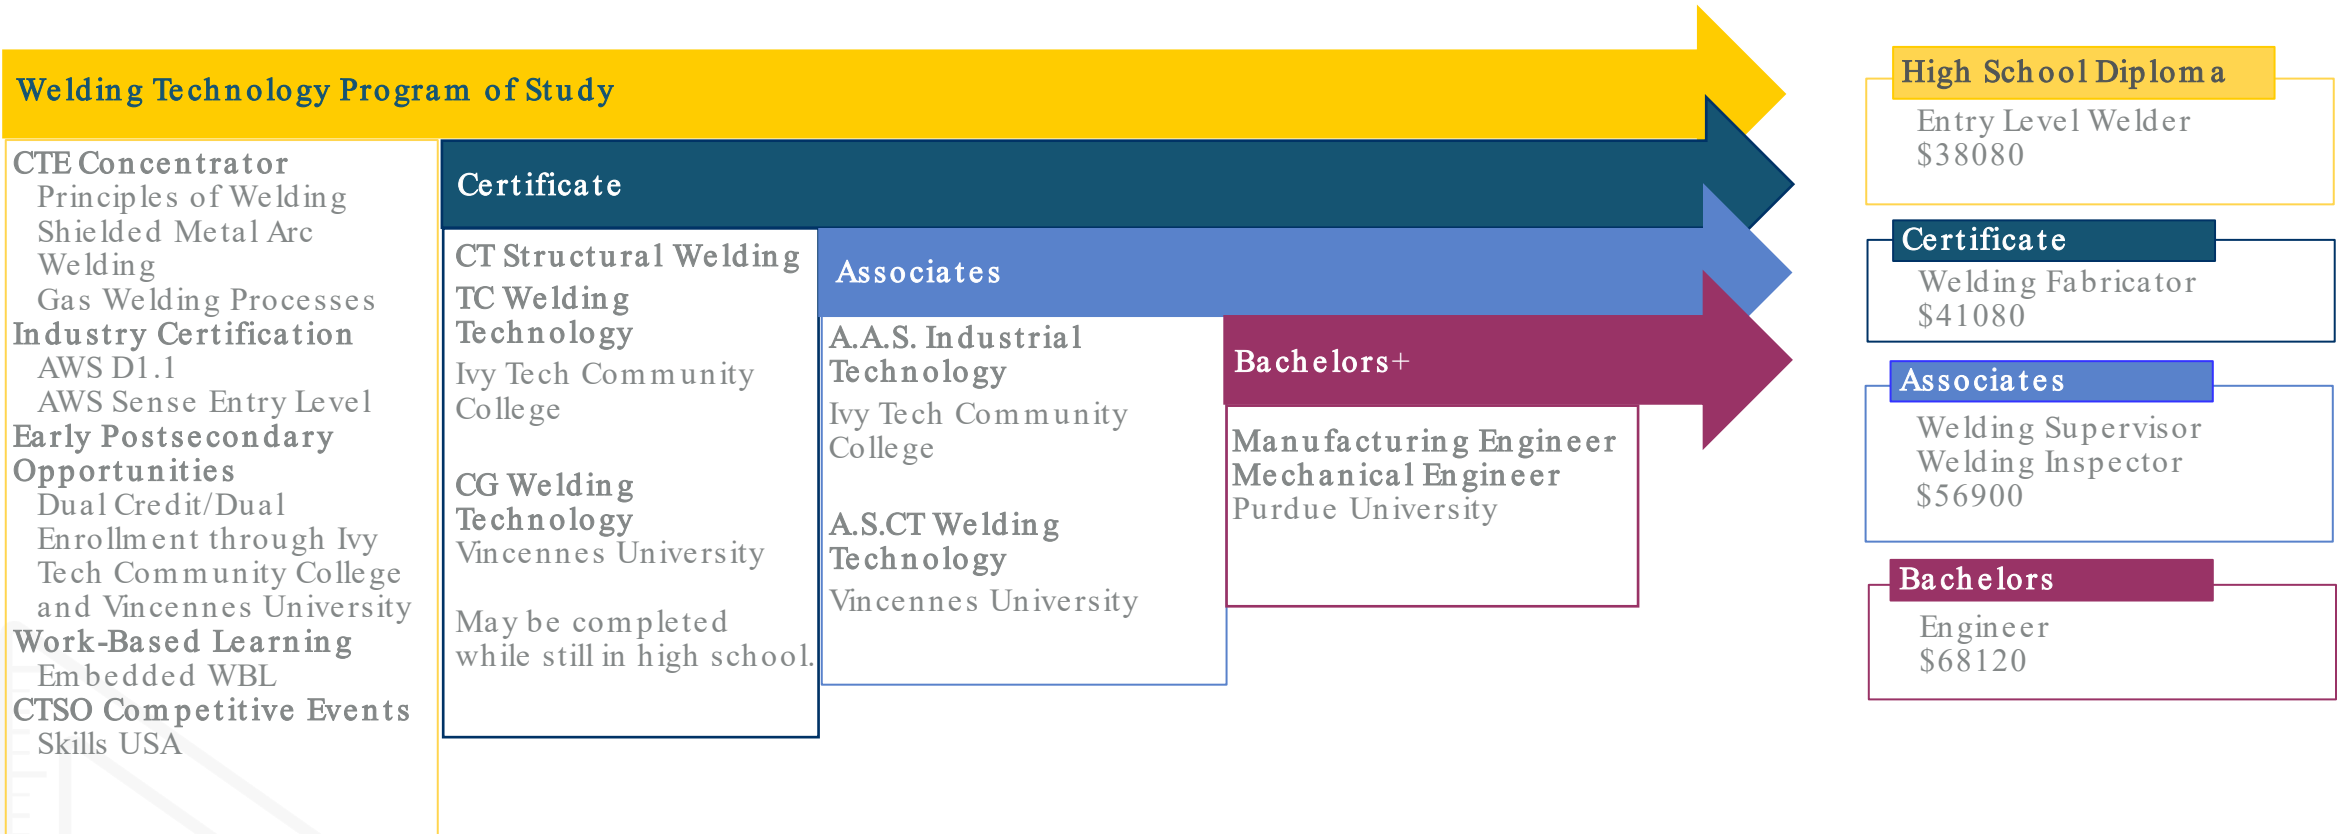 Welding Technology Program of Study
CTE Concentrator
Principles of Welding
Shielded Metal Arc
Welding
Gas Welding Processes
Industry Certification
AWS D1.1
AWS Sense Entry Level
Early Postsecondary
Opportunities
Dual Credit/Dual
Enrollment through Ivy
Tech Community College
and Vincennes University
Work-Based Learning
Embedded WBL
CTSO Competitive Events
Skills USA
Certificate
CT Structural Welding
TC Welding
Technology
Ivy Tech Community
College
CG Welding
Technology
Vincennes University
May be completed
while still in high school.
Associates
A.A.S. Industrial
Technology
Ivy Tech Community
College
A.S.CT Welding
Technology
Vincennes University
Bachelors+
Manufacturing Engineer
Mechanical Engineer
Purdue University
High School Diploma
Entry Level Welder
$38080
Certificate
Welding Fabricator
$41080
Associates
Welding Supervisor
Welding Inspector
$56900
Bachelors
Engineer
$68120